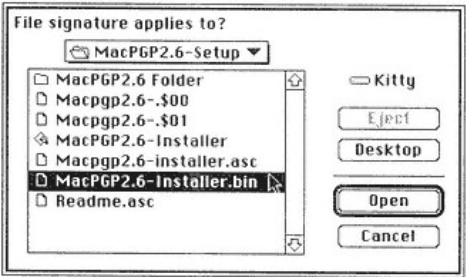 File signature applies to?
MacPGP2.6-Setup
MacPGP2.6 Folder
Macpgp2.6-.$00
Macpgp2.6-.$01
MacPGP2.6-Installer
Macpgp2.6-installer.asc
MacPGP2.6-Installer.bin
Readme.asc
Kitty
Eject
Desktop
Open
Cancel